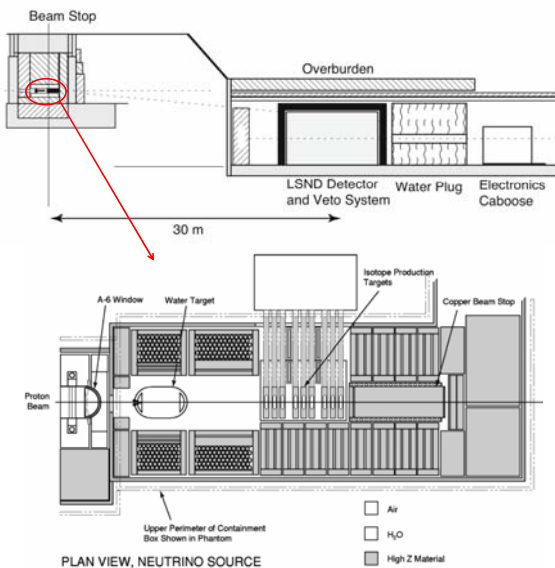 Beam Stop
Overburden
LSND Detector
and Veto System
Water Plug
Electronics
Caboose
30 m
Isotope Production
Targets
A-6 Window
Water Target
Copper Beam Stop
Proton
Beam
Upper Perimeter of Containment
Box Shown in Phantom
Air
H₂O
High Z Material
PLAN VIEW, NEUTRINO SOURCE